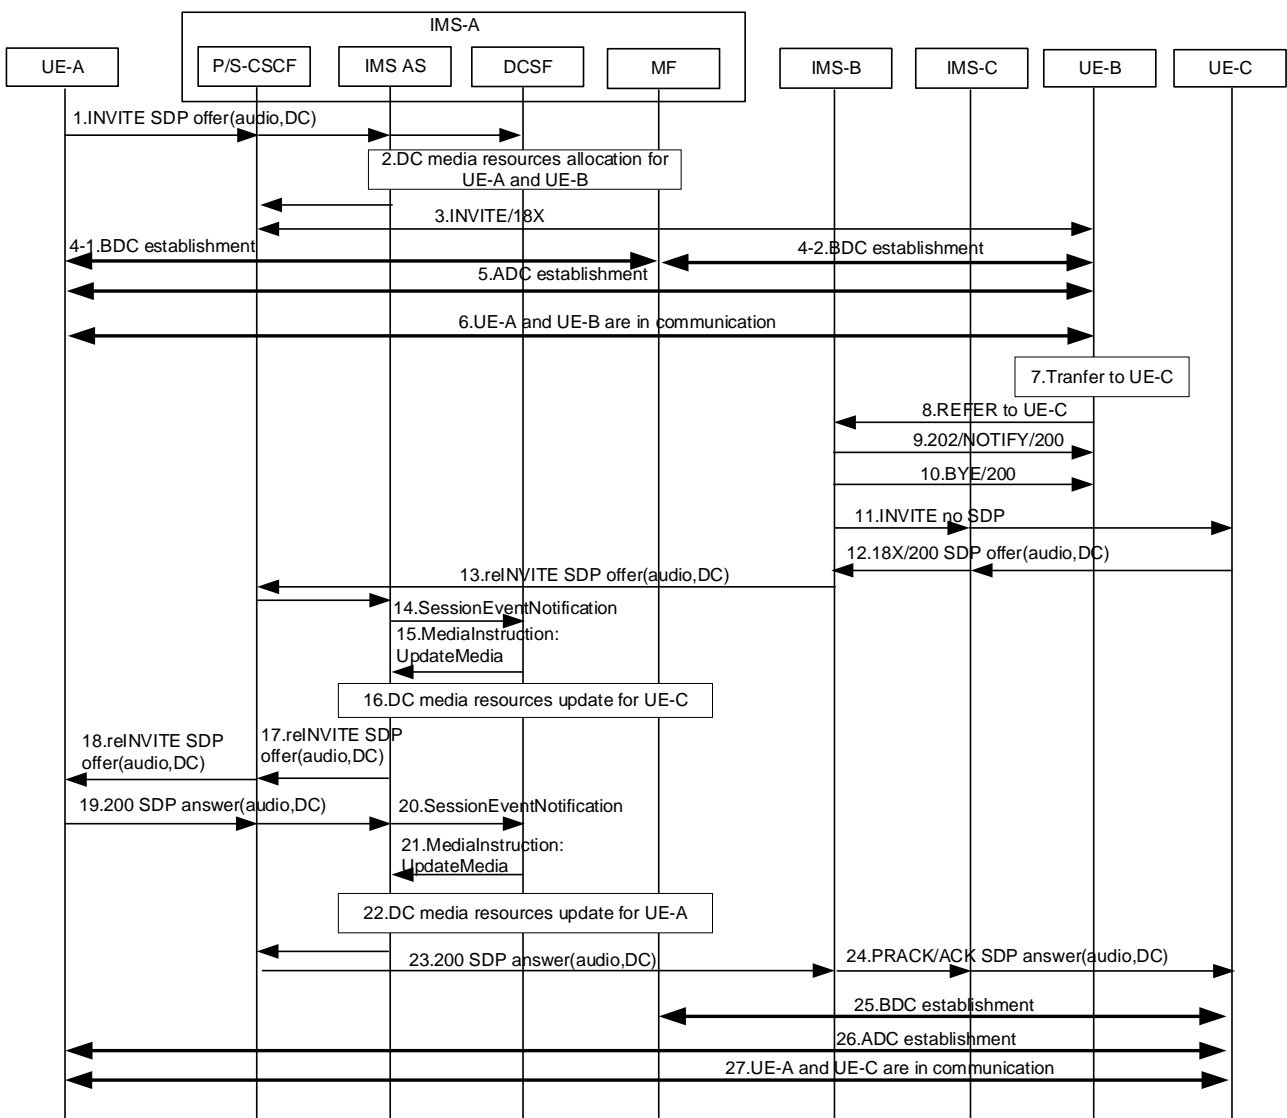 IMS-A
UE-A
P/S-CSCF
IMS AS
DCSF
MF
IMS-B
IMS-C
UE-B
UE-C
1.INVITE SDP offer(audio,DC)
2.DC media resources allocation for
UE-A and UE-B
3.INVITE/18X
4-1.BDC establishment
4-2.BDC establishment
5.ADC establishment
6.UE-A and UE-B are in communication
7.Tranfer to UE-C
8.REFER to UE-C
9.202/NOTIFY/200
10.BYE/200
11.INVITE no SDP
12.18X/200 SDP offer(audio,DC)
13.reINVITE SDP offer(audio,DC)
14.SessionEventNotification
15.MediaInstruction:
UpdateMedia
16.DC media resources update for UE-C
17.reINVITE SDP
offer(audio,DC)
18.reINVITE SDP
offer(audio,DC)
19.200 SDP answer(audio,DC)
20.SessionEventNotification
21.MediaInstruction:
UpdateMedia
22.DC media resources update for UE-A
23.200 SDP answer(audio,DC)
24.PRACK/ACK SDP answer(audio,DC)
25.BDC establishment
26.ADC establishment
27.UE-A and UE-C are in communication